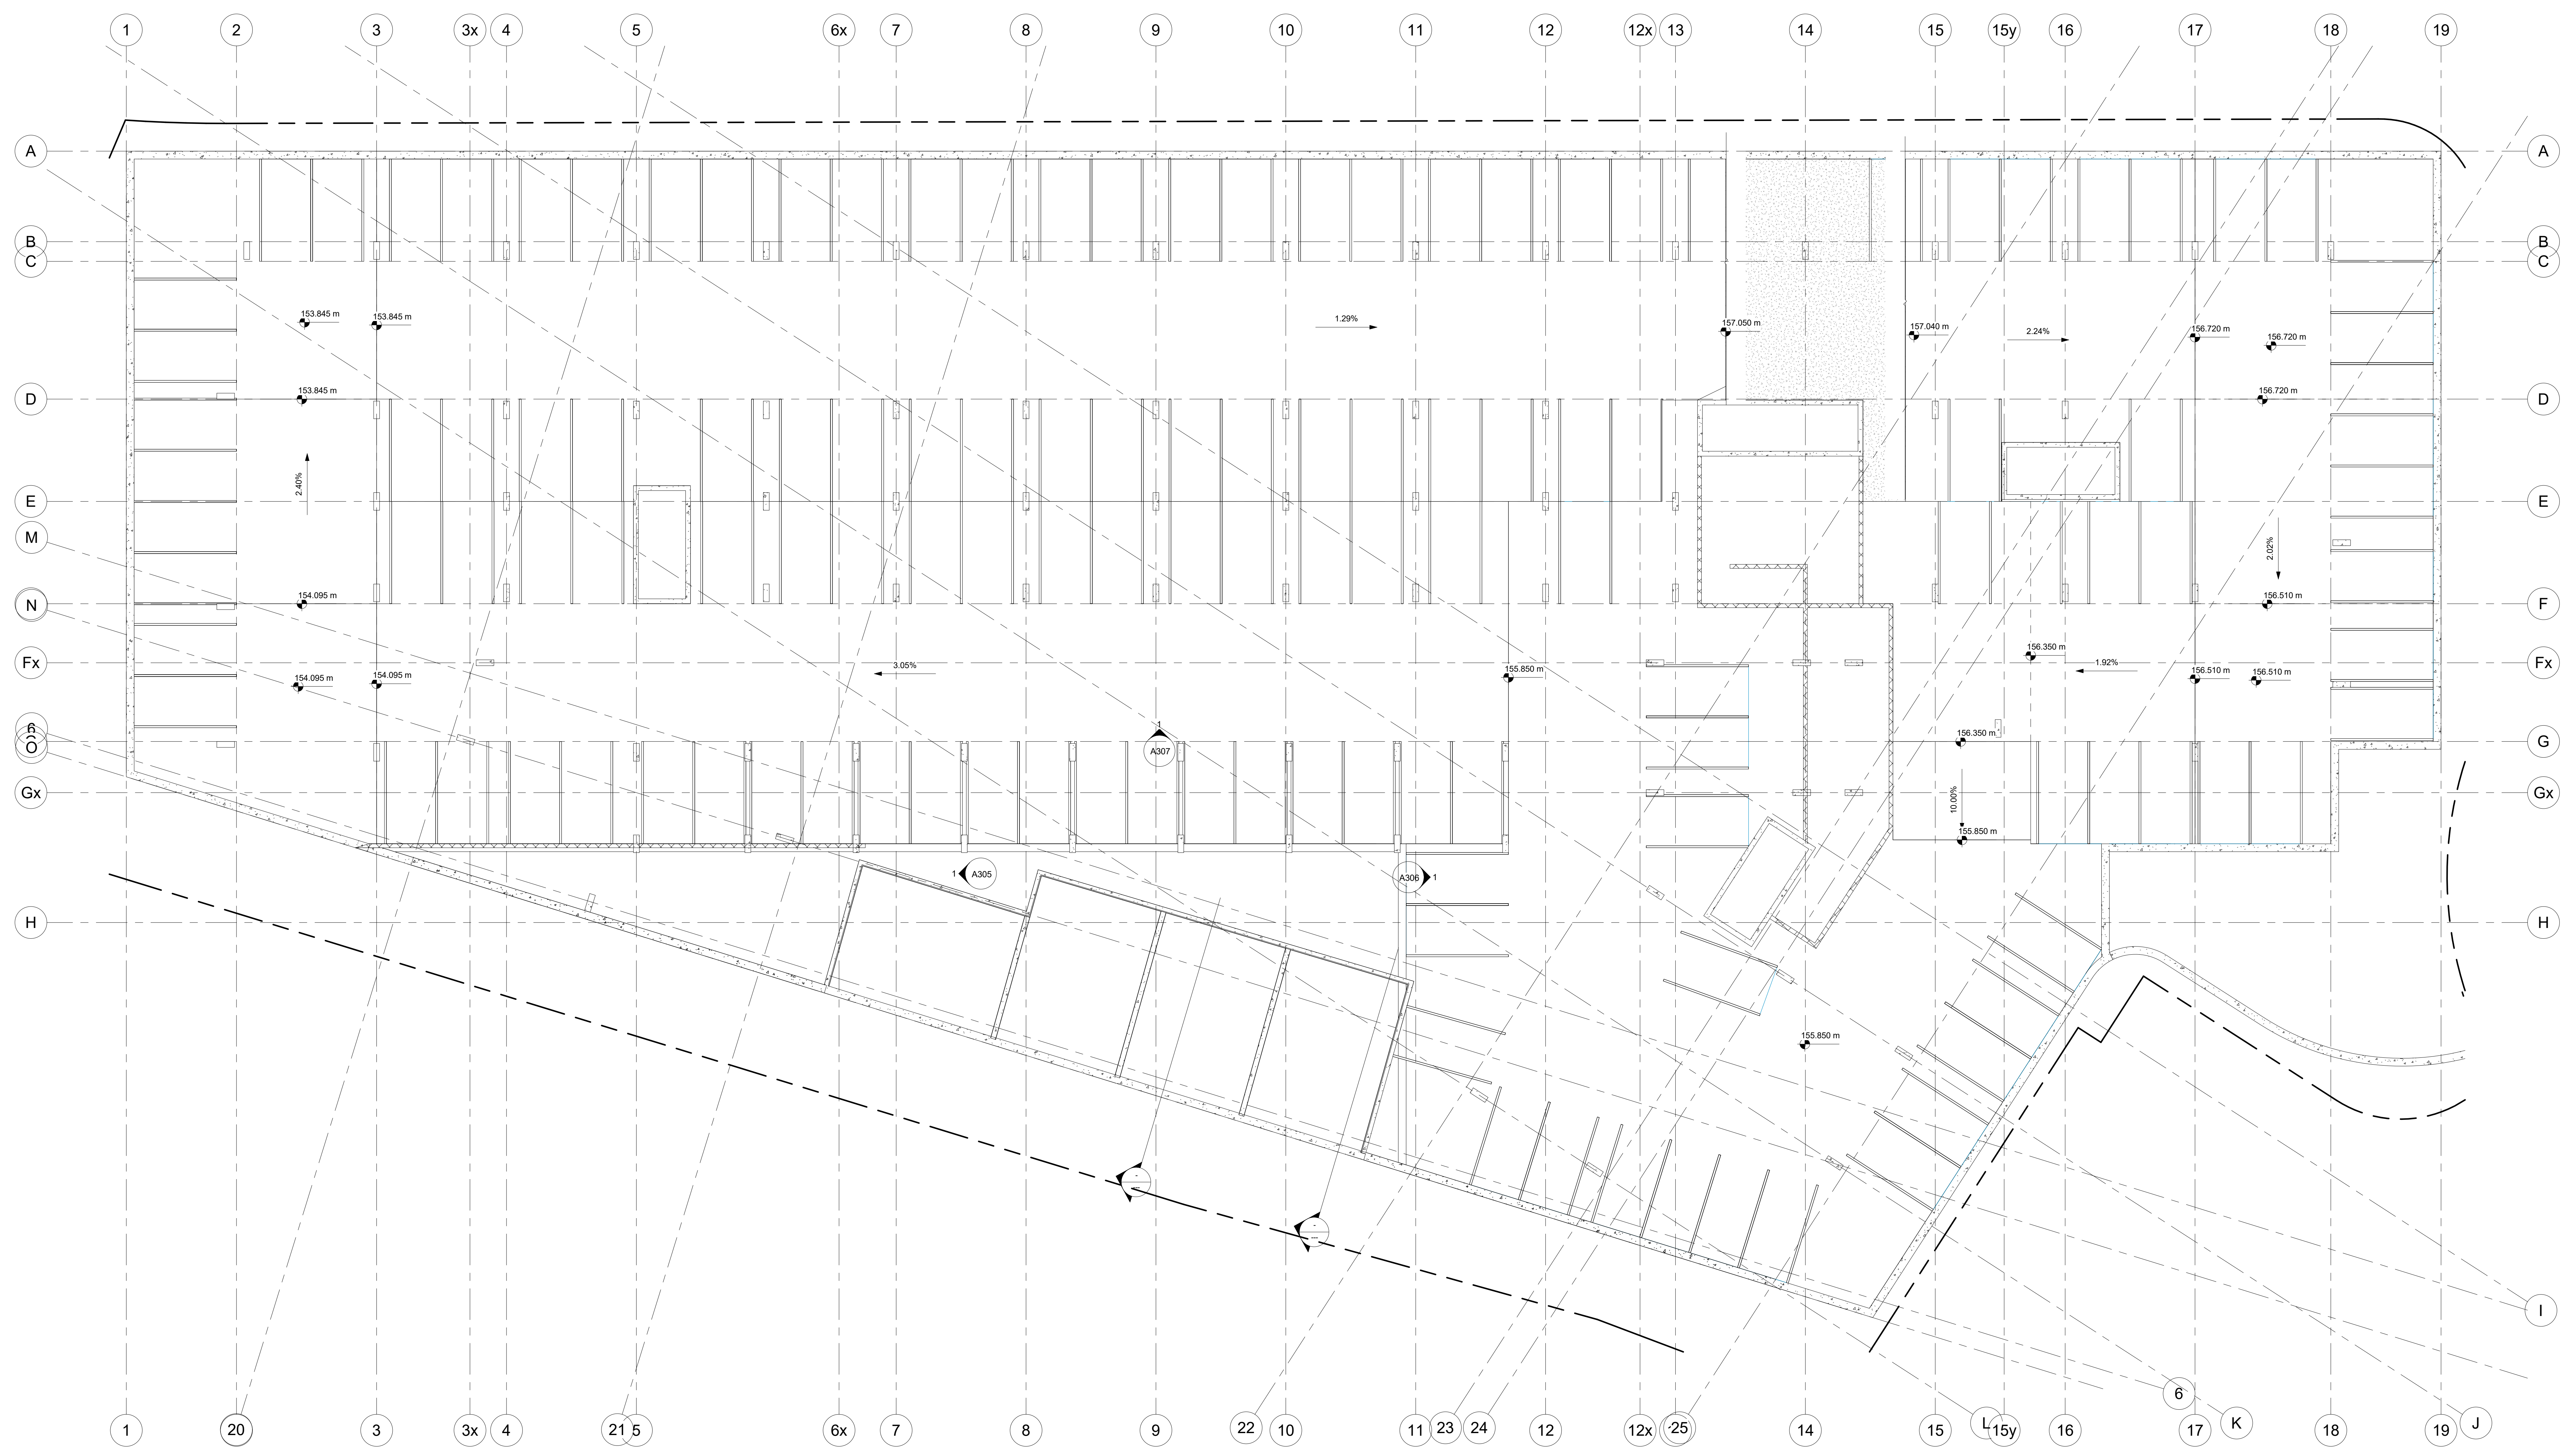 1 2 3 3x 4 5 6x 7 8 9 10 11 12 12x 13 14 15 15y 16 17 18 19
A A
B B
C C
153.845 m 153.845 m 1.29% 157.050 m 157.040 m 2.24% 156.720 m 156.720 m
D 153.845 m 156.720 m D
2.40%
E E
M 2.02%
N 154.095 m 156.510 m F
Fx 154.095 m 154.095 m 3.05% 155.850 m 156.350 m 1.92% 156.510 m 156.510 m Fx
6
1
O A307 156.350 m G
Gx 10.00% Gx
155.850 m
1 A305 A306 1
H H
155.850 m
I
6
1 20 3 3x 4 21 5 6x 7 8 9 22 10 11 23 24 12 12x 25 14 15 L 15y 16 17 K 18 19 J